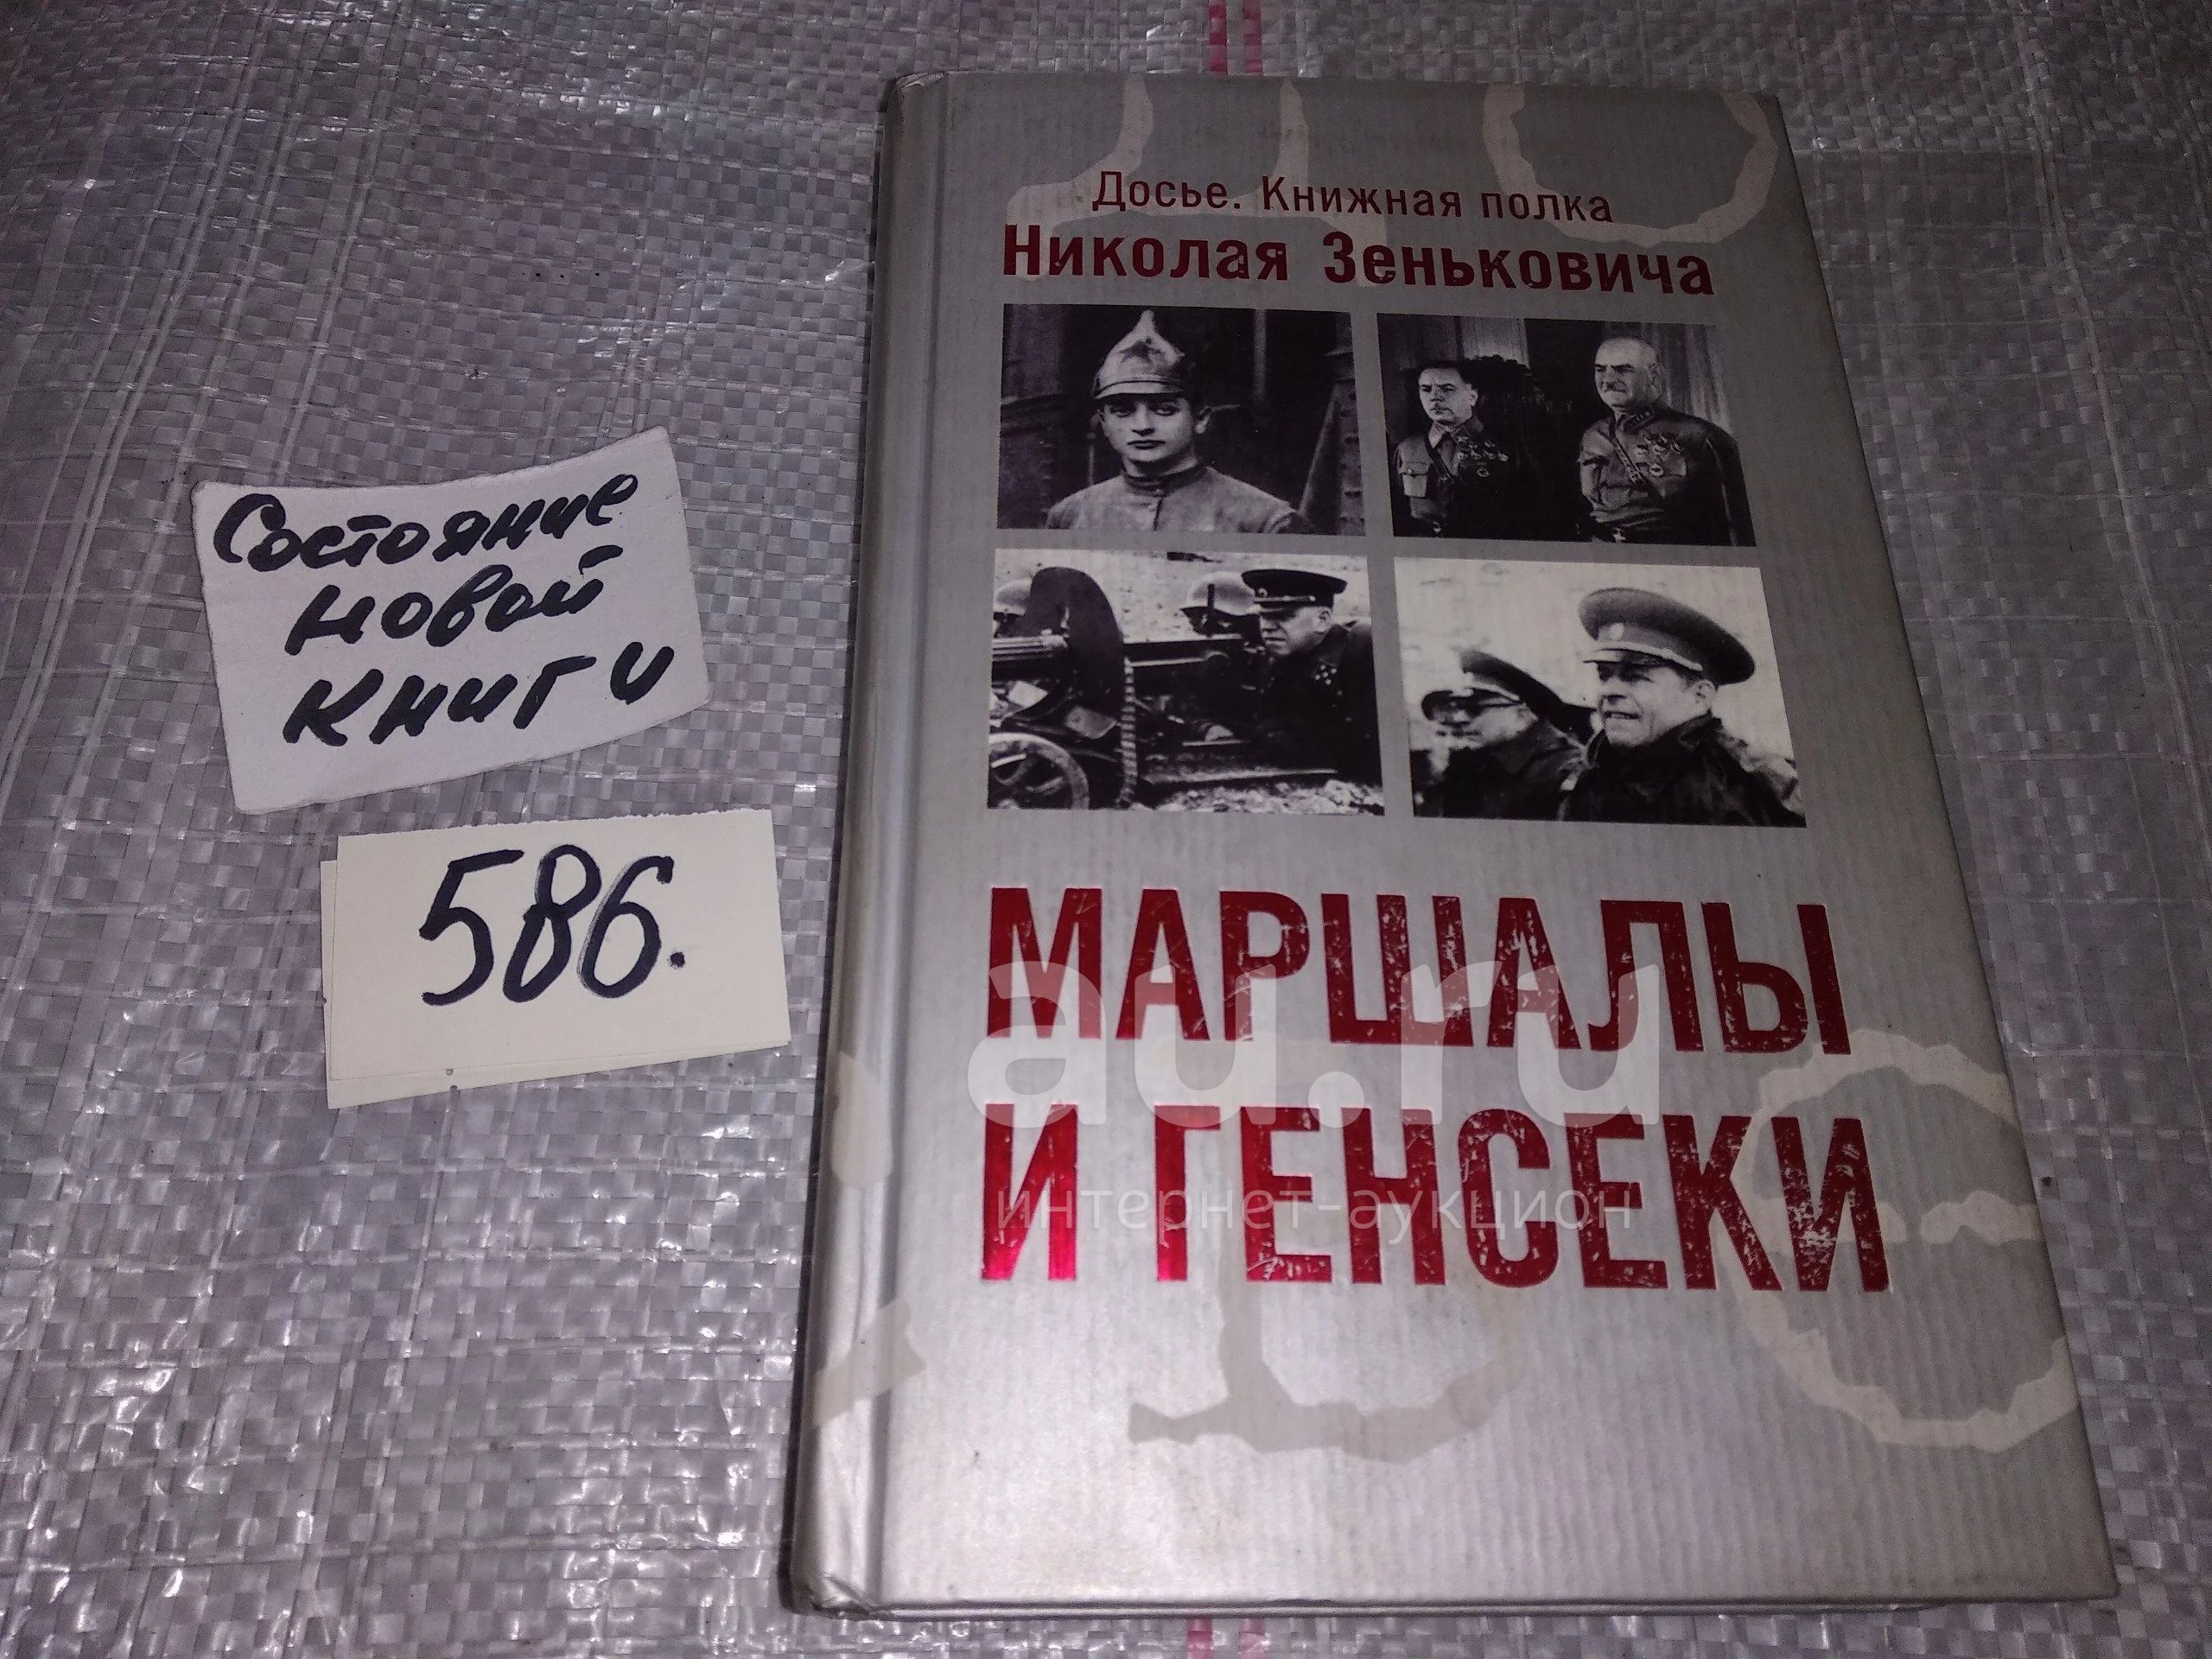 Состояние
новой
книги
586.
Досье. Книжная полка
Николая Зеньковича
МАРШАЛЫ
И ГЕНСЕКИ
au.ru
интернет-аукцион